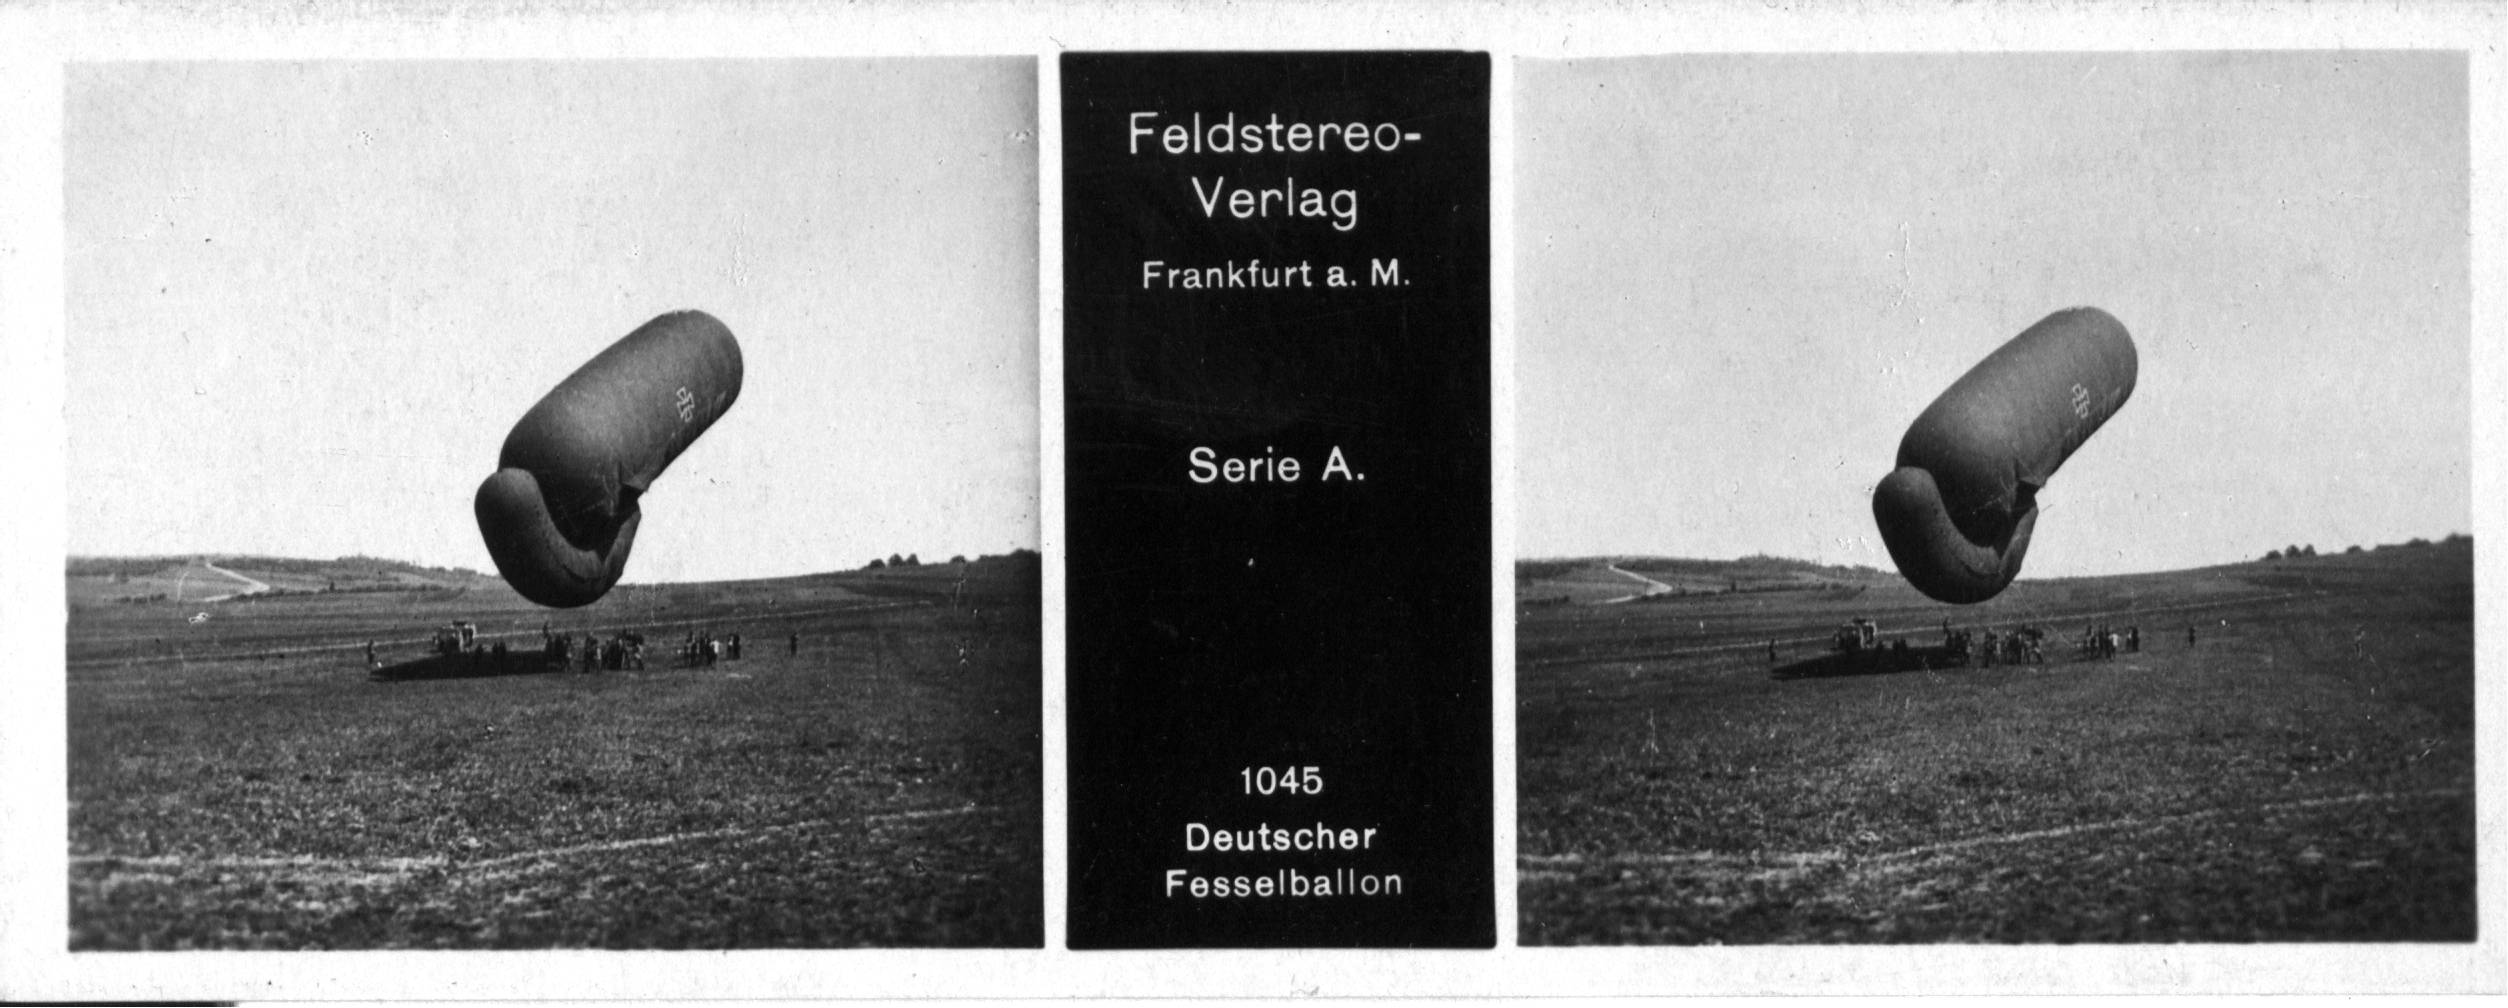 Feldstereo-
Verlag
Frankfurt a. M.
Serie A.
1045
Deutscher
Fesselballon